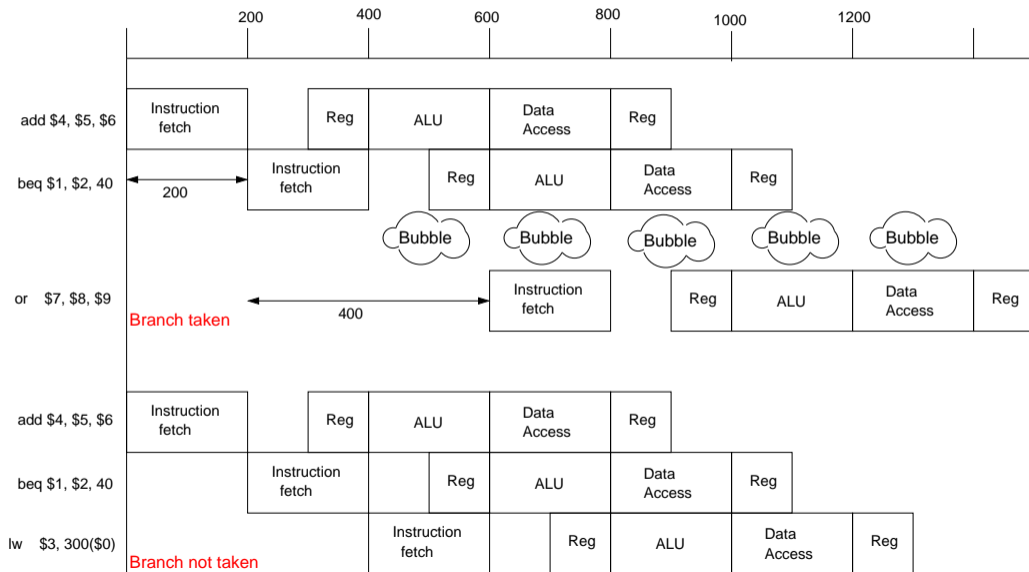 200 400 600 800 1000 1200
add $4, $5, $6
Instruction
fetch
Reg
ALU
Data
Access
Reg
beq $1, $2, 40
200
Instruction
fetch
Reg
ALU
Data
Access
Reg
Bubble Bubble Bubble Bubble Bubble
or $7, $8, $9
Branch taken
400
Instruction
fetch
Reg
ALU
Data
Access
Reg
add $4, $5, $6
Instruction
fetch
Reg
ALU
Data
Access
Reg
beq $1, $2, 40
Instruction
fetch
Reg
ALU
Data
Access
Reg
lw $3, 300($0)
Branch not taken
Instruction
fetch
Reg
ALU
Data
Access
Reg